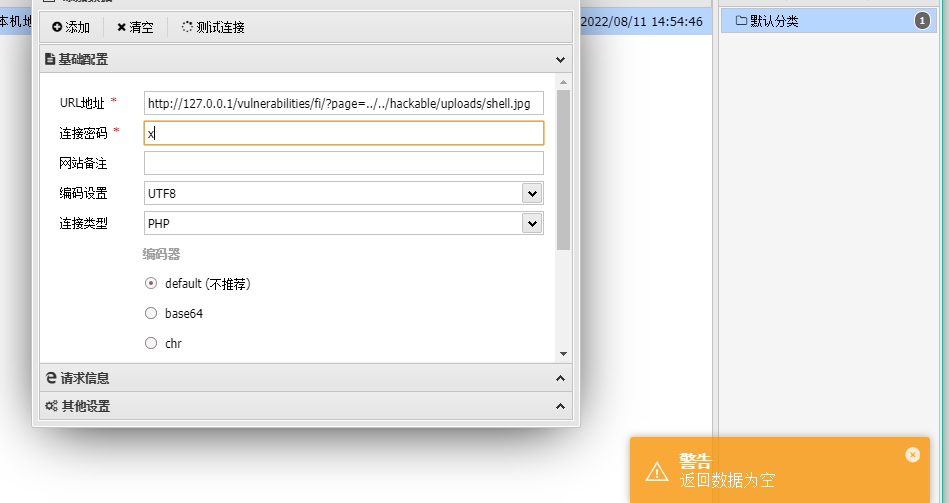 添加数据
本机地
2022/08/11 14:54:46
默认分类
1
添加
清空
测试连接
基础配置
URL地址 *
http://127.0.0.1/vulnerabilities/fi/?page=../../hackable/uploads/shell.jpg
连接密码 *
x
网站备注
编码设置
UTF8
连接类型
PHP
编码器
default (不推荐)
base64
chr
请求信息
其他设置
警告
返回数据为空